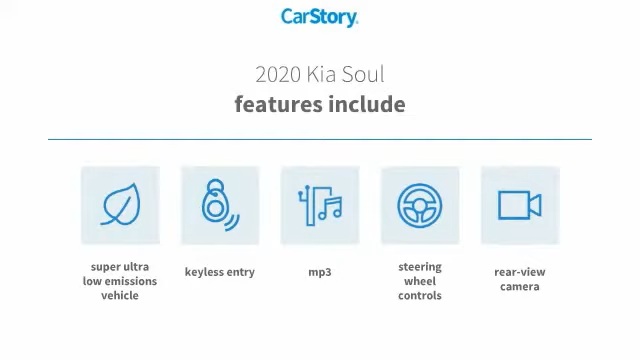 CarStory.
2020 Kia Soul
features include
super ultra
low emissions
vehicle
keyless entry
mp3
steering
wheel
controls
rear-view
camera